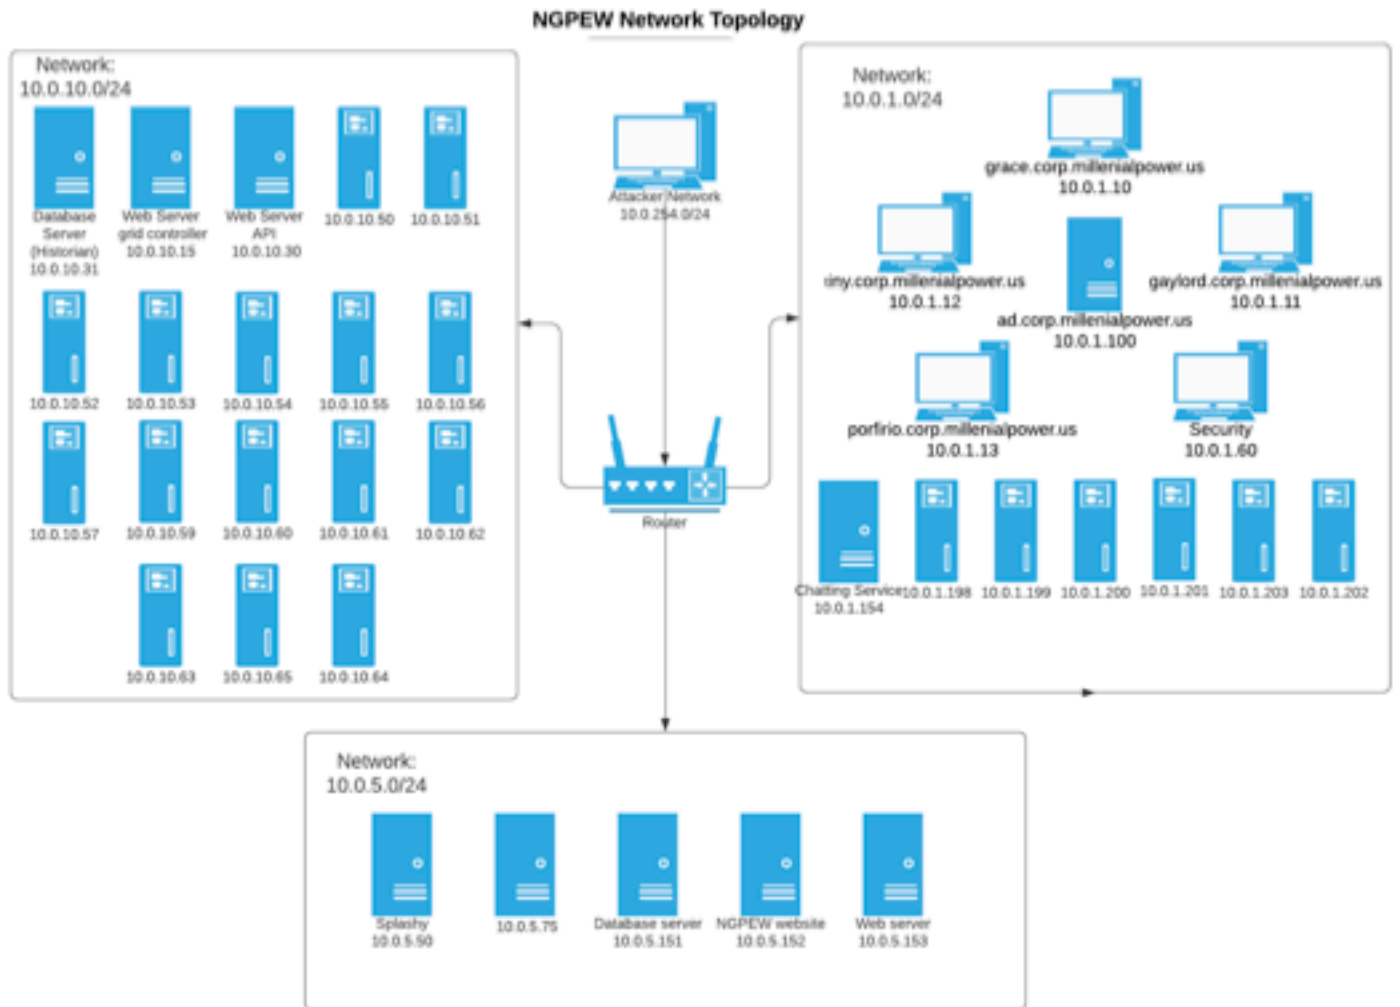 NGPEW Network Topology
Network:
10.0.10.0/24
Database
Server
(Historian)
10.0.10.31
Web Server
grid controller
10.0.10.15
Web Server
API
10.0.10.30
10.0.10.50
10.0.10.51
10.0.10.52
10.0.10.53
10.0.10.54
10.0.10.55
10.0.10.56
10.0.10.57
10.0.10.59
10.0.10.60
10.0.10.61
10.0.10.62
10.0.10.63
10.0.10.65
10.0.10.64
Attacker Network
10.0.254.0/24
Router
Network:
10.0.1.0/24
grace.corp.millenialpower.us
10.0.1.10
iny.corp.millenialpower.us
10.0.1.12
gaylord.corp.millenialpower.us
10.0.1.11
ad.corp.millenialpower.us
10.0.1.100
porfirio.corp.millenialpower.us
10.0.1.13
Security
10.0.1.60
Chatting Service
10.0.1.154
10.0.1.198
10.0.1.199
10.0.1.200
10.0.1.201
10.0.1.203
10.0.1.202
Network:
10.0.5.0/24
Splashy
10.0.5.50
10.0.5.75
Database server
10.0.5.151
NGPEW website
10.0.5.152
Web server
10.0.5.153